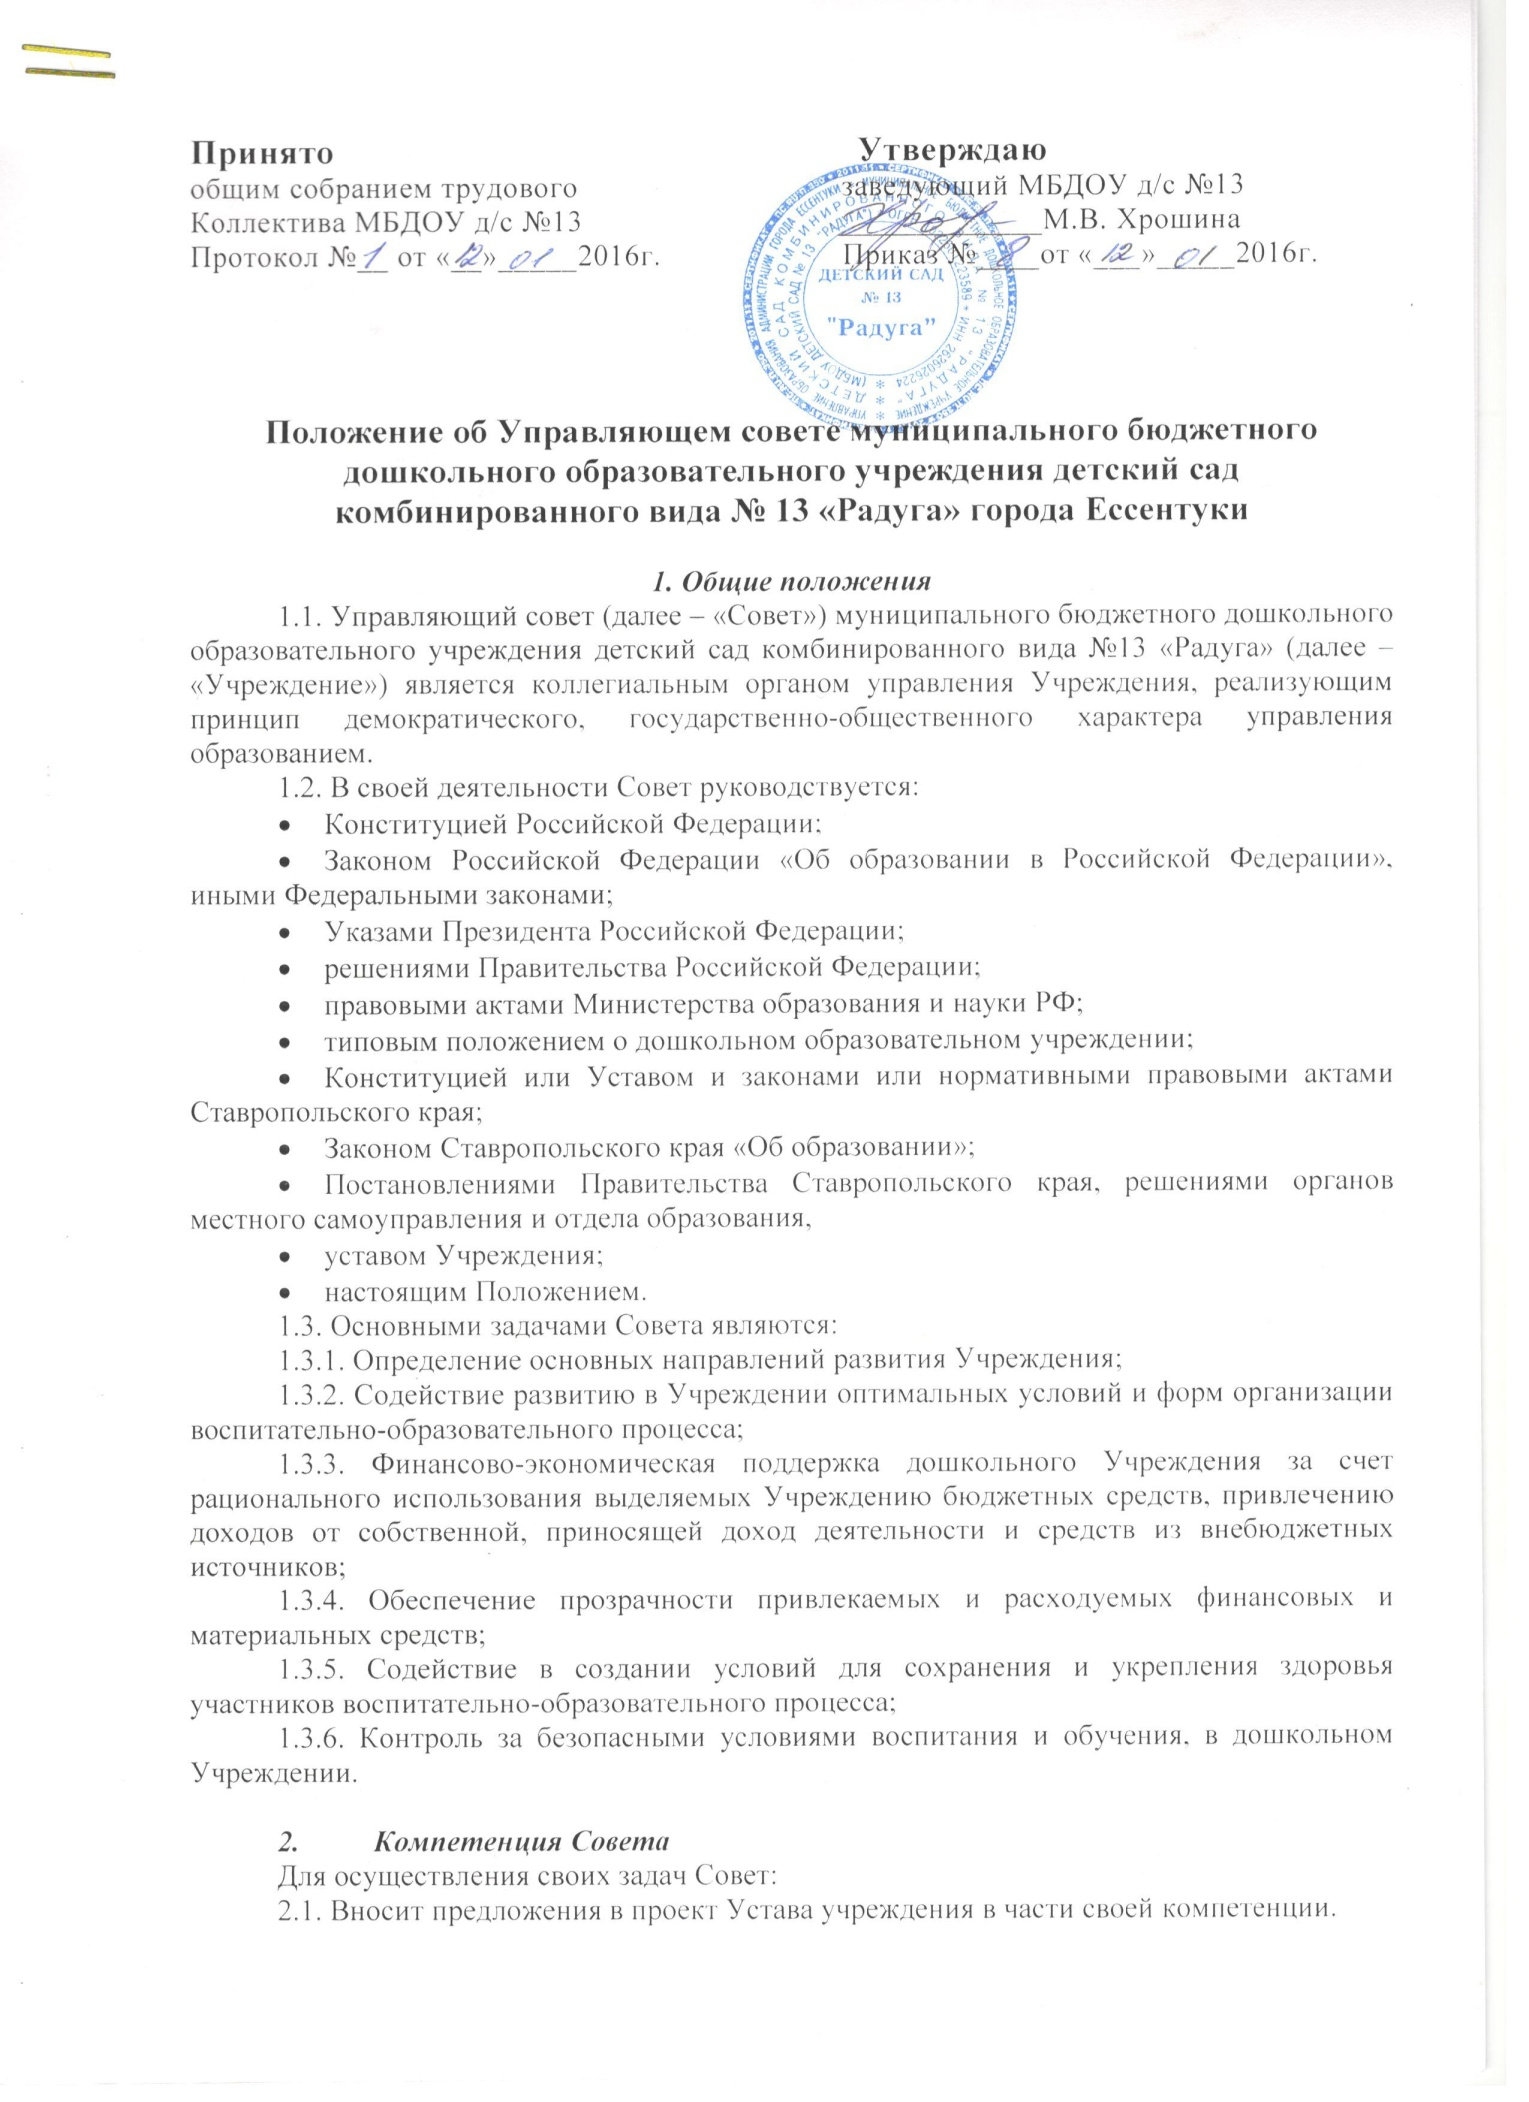 Принято
общим собранием трудового
Коллектива МБДОУ д/с №13
Протокол № 1 от «12» 01 2016г.
Утверждаю
заведующий МБДОУ д/с №13
М.В. Хрошина
Приказ № 8 от «12» 01 2016г.
ДЕТСКИЙ САД
№ 13
"Радуга"
Положение об Управляющем совете муниципального бюджетного
дошкольного образовательного учреждения детский сад
комбинированного вида № 13 «Радуга» города Ессентуки
1. Общие положения
1.1. Управляющий совет (далее – «Совет») муниципального бюджетного дошкольного
образовательного учреждения детский сад комбинированного вида №13 «Радуга» (далее –
«Учреждение») является коллегиальным органом управления Учреждения, реализующим
принцип демократического, государственно-общественного характера управления
образованием.
1.2. В своей деятельности Совет руководствуется:
• Конституцией Российской Федерации;
• Законом Российской Федерации «Об образовании в Российской Федерации»,
иными Федеральными законами;
• Указами Президента Российской Федерации;
• решениями Правительства Российской Федерации;
• правовыми актами Министерства образования и науки РФ;
• типовым положением о дошкольном образовательном учреждении;
• Конституцией или Уставом и законами или нормативными правовыми актами
Ставропольского края;
• Законом Ставропольского края «Об образовании»;
• Постановлениями Правительства Ставропольского края, решениями органов
местного самоуправления и отдела образования,
• уставом Учреждения;
• настоящим Положением.
1.3. Основными задачами Совета являются:
1.3.1. Определение основных направлений развития Учреждения;
1.3.2. Содействие развитию в Учреждении оптимальных условий и форм организации
воспитательно-образовательного процесса;
1.3.3. Финансово-экономическая поддержка дошкольного Учреждения за счет
рационального использования выделяемых Учреждению бюджетных средств, привлечению
доходов от собственной, приносящей доход деятельности и средств из внебюджетных
источников;
1.3.4. Обеспечение прозрачности привлекаемых и расходуемых финансовых и
материальных средств;
1.3.5. Содействие в создании условий для сохранения и укрепления здоровья
участников воспитательно-образовательного процесса;
1.3.6. Контроль за безопасными условиями воспитания и обучения, в дошкольном
Учреждении.
2. Компетенция Совета
Для осуществления своих задач Совет:
2.1. Вносит предложения в проект Устава учреждения в части своей компетенции.